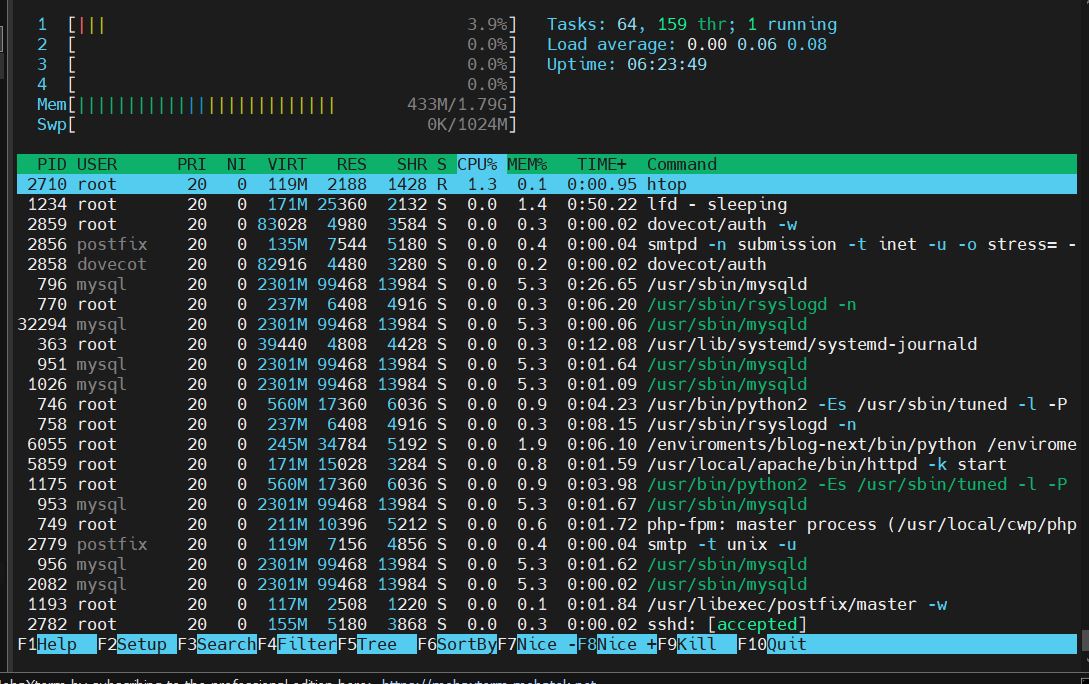 1 [||| 3.9%] Tasks: 64, 159 thr; 1 running
2 [ 0.0%] Load average: 0.00 0.06 0.08
3 [ 0.0%] Uptime: 06:23:49
4 [ 0.0%]
Mem[|||||||||||||||||||||||||| 433M/1.79G]
Swp[ 0K/1024M]
PID USER PRI NI VIRT RES SHR S CPU% MEM% TIME+ Command
2710 root 20 0 119M 2188 1428 R 1.3 0.1 0:00.95 htop
1234 root 20 0 171M 25360 2132 S 0.0 1.4 0:50.22 lfd - sleeping
2859 root 20 0 83028 4980 3584 S 0.0 0.3 0:00.02 dovecot/auth -w
2856 postfix 20 0 135M 7544 5180 S 0.0 0.4 0:00.04 smtpd -n submission -t inet -u -o stress= -
2858 dovecot 20 0 82916 4480 3280 S 0.0 0.2 0:00.02 dovecot/auth
796 mysql 20 0 2301M 99468 13984 S 0.0 5.3 0:26.65 /usr/sbin/mysqld
770 root 20 0 237M 6408 4916 S 0.0 0.3 0:06.20 /usr/sbin/rsyslogd -n
32294 mysql 20 0 2301M 99468 13984 S 0.0 5.3 0:00.06 /usr/sbin/mysqld
363 root 20 0 39440 4808 4428 S 0.0 0.3 0:12.08 /usr/lib/systemd/systemd-journald
951 mysql 20 0 2301M 99468 13984 S 0.0 5.3 0:01.64 /usr/sbin/mysqld
1026 mysql 20 0 2301M 99468 13984 S 0.0 5.3 0:01.09 /usr/sbin/mysqld
746 root 20 0 560M 17360 6036 S 0.0 0.9 0:04.23 /usr/bin/python2 -Es /usr/sbin/tuned -l -P
758 root 20 0 237M 6408 4916 S 0.0 0.3 0:08.15 /usr/sbin/rsyslogd -n
6055 root 20 0 245M 34784 5192 S 0.0 1.9 0:06.10 /enviroments/blog-next/bin/python /envirome
5859 root 20 0 171M 15028 3284 S 0.0 0.8 0:01.59 /usr/local/apache/bin/httpd -k start
1175 root 20 0 560M 17360 6036 S 0.0 0.9 0:03.98 /usr/bin/python2 -Es /usr/sbin/tuned -l -P
953 mysql 20 0 2301M 99468 13984 S 0.0 5.3 0:01.67 /usr/sbin/mysqld
749 root 20 0 211M 10396 5212 S 0.0 0.6 0:01.72 php-fpm: master process (/usr/local/cwp/php
2779 postfix 20 0 119M 7156 4856 S 0.0 0.4 0:00.04 smtp -t unix -u
956 mysql 20 0 2301M 99468 13984 S 0.0 5.3 0:01.62 /usr/sbin/mysqld
2082 mysql 20 0 2301M 99468 13984 S 0.0 5.3 0:00.02 /usr/sbin/mysqld
1193 root 20 0 117M 2508 1220 S 0.0 0.1 0:01.84 /usr/libexec/postfix/master -w
2782 root 20 0 155M 5180 3868 S 0.0 0.3 0:00.02 sshd: [accepted]
F1Help F2Setup F3SearchF4FilterF5Tree F6SortByF7Nice -F8Nice +F9Kill F10Quit
by subscribing to the professional edition here: